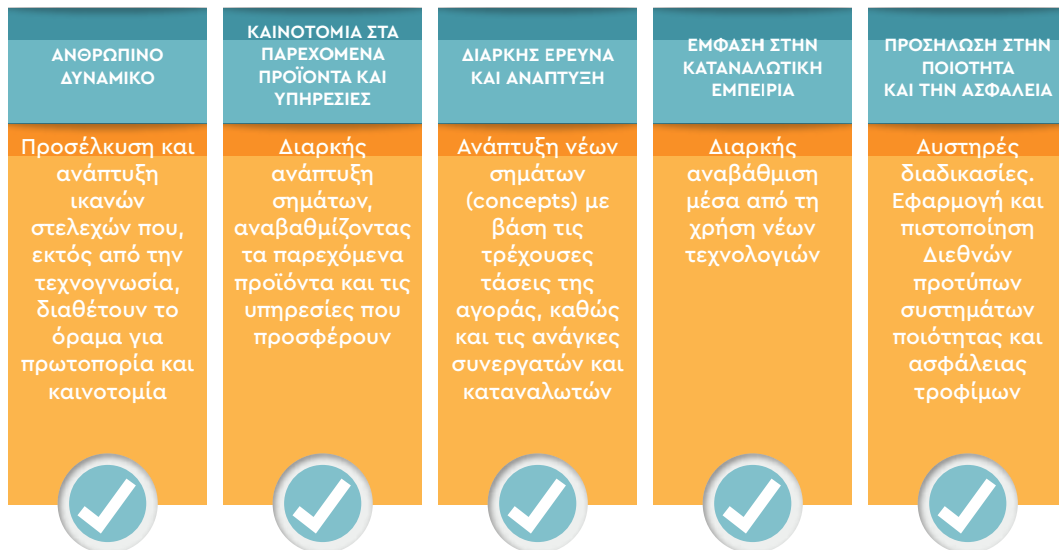 ΑΝΘΡΩΠΙΝΟ
ΔΥΝΑΜΙΚΟ
Προσέλκυση και
ανάπτυξη
ικανών
στελεχών που,
εκτός από την
τεχνογνωσία,
διαθέτουν το
όραμα για
πρωτοπορία και
καινοτομία
ΚΑΙΝΟΤΟΜΙΑ ΣΤΑ
ΠΑΡΕΧΟΜΕΝΑ
ΠΡΟΪΟΝΤΑ ΚΑΙ
ΥΠΗΡΕΣΙΕΣ
Διαρκής
ανάπτυξη
σημάτων,
αναβαθμίζοντας
τα παρεχόμενα
προϊόντα και τις
υπηρεσίες που
προσφέρουν
ΔΙΑΡΚΗΣ ΕΡΕΥΝΑ
ΚΑΙ ΑΝΑΠΤΥΞΗ
Ανάπτυξη νέων
σημάτων
(concepts) με
βάση τις
τρέχουσες
τάσεις της
αγοράς, καθώς
και τις ανάγκες
συνεργατών και
καταναλωτών
ΕΜΦΑΣΗ ΣΤΗΝ
ΚΑΤΑΝΑΛΩΤΙΚΗ
ΕΜΠΕΙΡΙΑ
Διαρκής
αναβάθμιση
μέσα από τη
χρήση νέων
τεχνολογιών
ΠΡΟΣΗΛΩΣΗ ΣΤΗΝ
ΠΟΙΟΤΗΤΑ
ΚΑΙ ΤΗΝ ΑΣΦΑΛΕΙΑ
Αυστηρές
διαδικασίες.
Εφαρμογή και
πιστοποίηση
Διεθνών
προτύπων
συστημάτων
ποιότητας και
ασφάλειας
τροφίμων